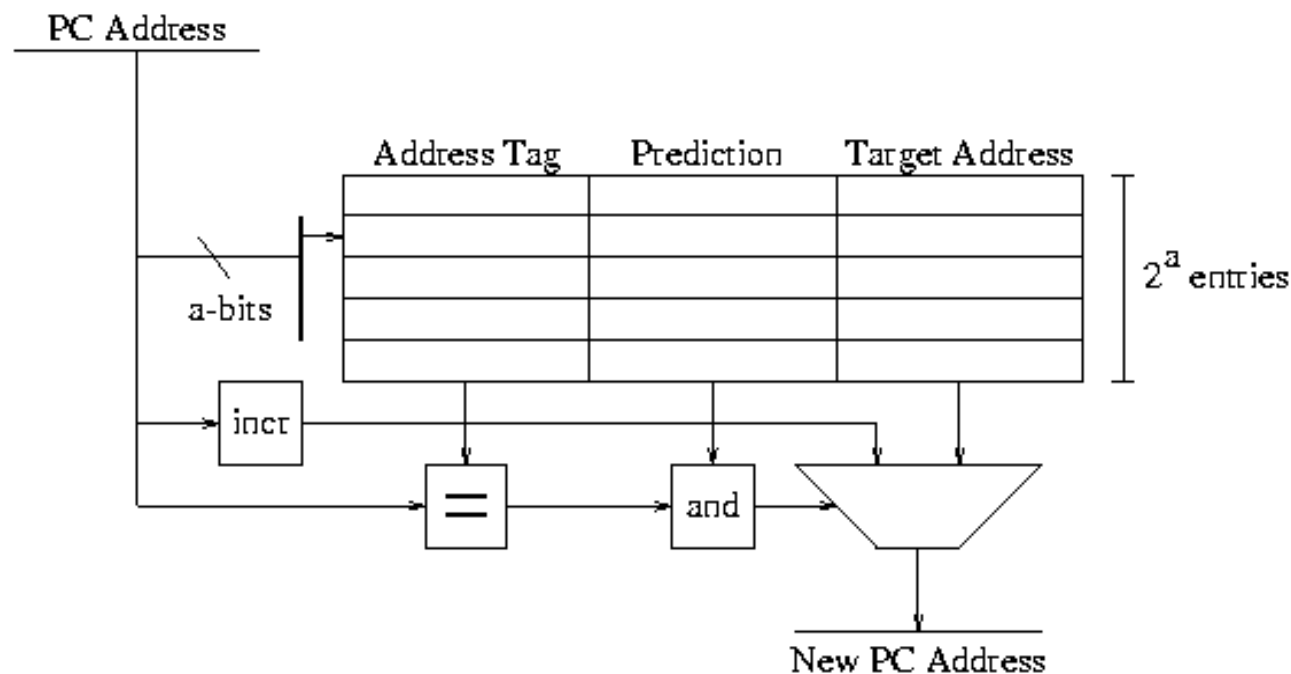 PC Address
Address Tag Prediction Target Address
2^a entries
a-bits
incr
=
and
New PC Address